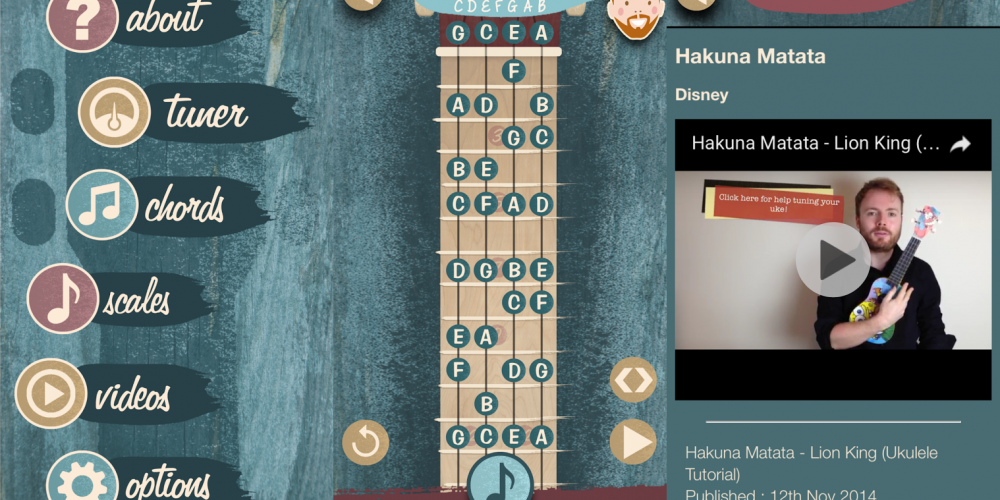 about
tuner
chords
scales
videos
options
C D E F G A B
G C E A
F
A D B
3 G C
B E
C F A D
D G B E
C F
E A
F D G
B
G C E A
Hakuna Matata
Disney
Hakuna Matata - Lion King (...
Click here for help tuning your
uke!
Hakuna Matata - Lion King (Ukulele
Tutorial)
Published : 12th Nov 2014